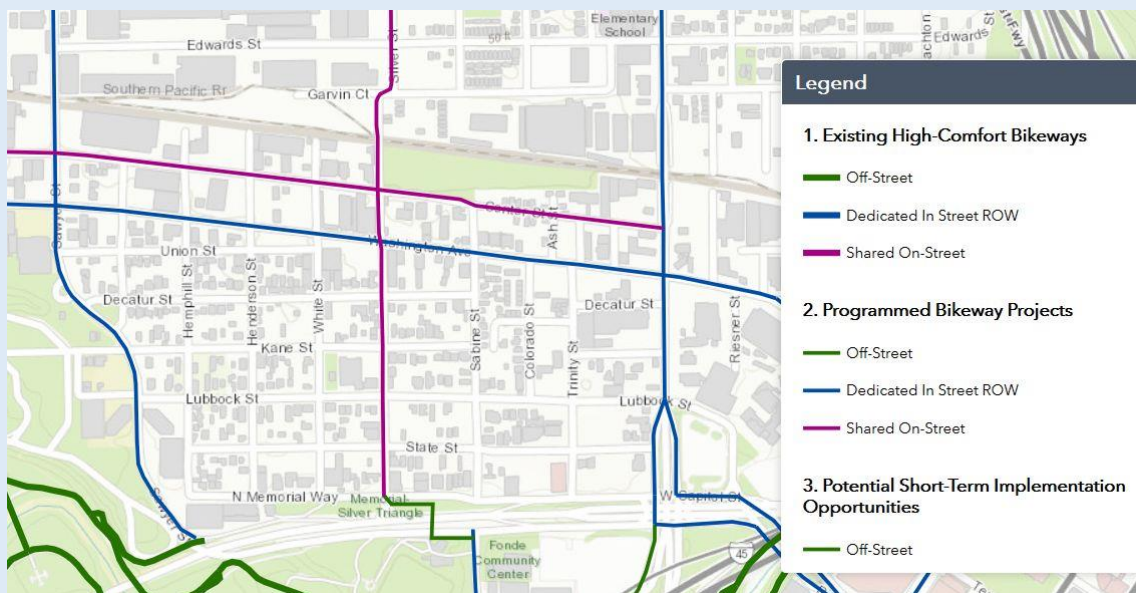 Elementary
School
Edwards St
50 ft
Silver St
Edwards St
Southern Pacific Rr
Garvin Ct
Sawyer St
Center St
Ash St
Washington Ave
Union St
Hemphill St
Henderson St
White St
Decatur St
Decatur St
Sabine St
Colorado St
Trinity St
Riesner St
Kane St
Lubbock St
Lubbock St
State St
N Memorial Way
Memorial-
Silver Triangle
W Capitol St
Sawyer St
Fonde
Community
Center
45
Legend
1. Existing High-Comfort Bikeways
Off-Street
Dedicated In Street ROW
Shared On-Street
2. Programmed Bikeway Projects
Off-Street
Dedicated In Street ROW
Shared On-Street
3. Potential Short-Term Implementation
Opportunities
Off-Street